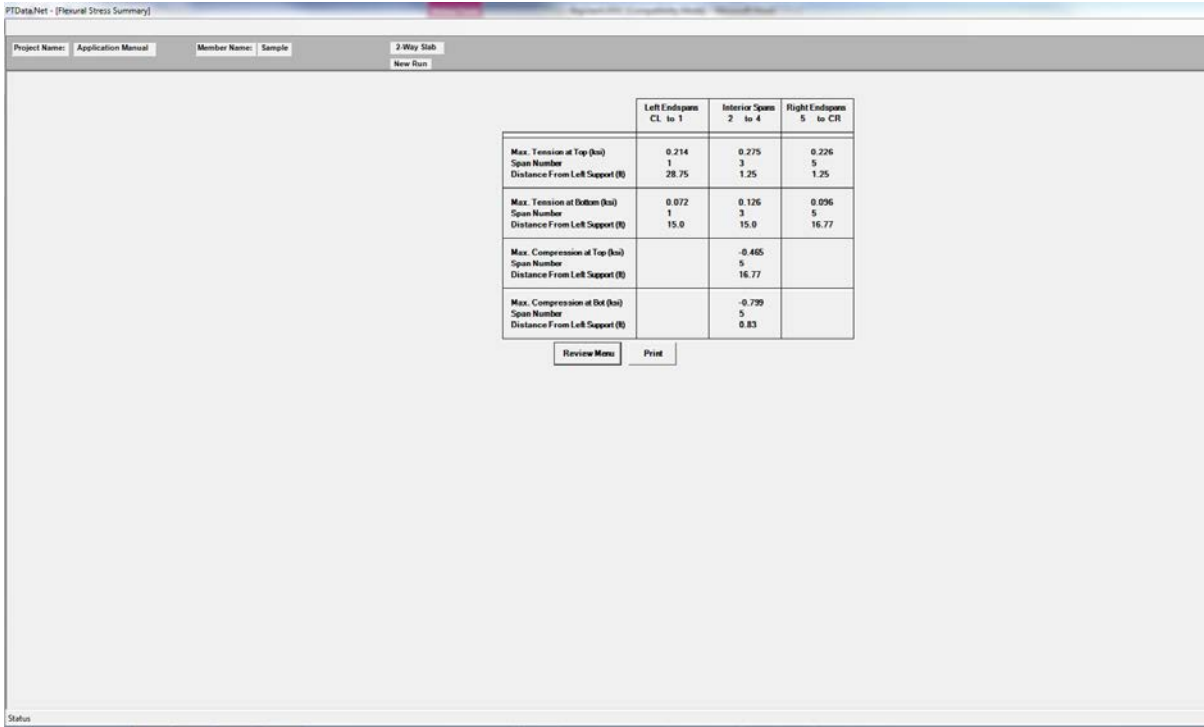 PTData.Net - [Flexural Stress Summary]
Project Name: Application Manual Member Name: Sample 2-Way Slab
New Run
Left Endspans Interior Spans Right Endspans
CL to 1 2 to 4 5 to CR
Max. Tension at Top (ksi) 0.214 0.275 0.226
Span Number 1 3 5
Distance From Left Support (ft) 28.75 1.25 1.25
Max. Tension at Bottom (ksi) 0.072 0.126 0.096
Span Number 1 3 5
Distance From Left Support (ft) 15.0 15.0 16.77
Max. Compression at Top (ksi) -0.465
Span Number 5
Distance From Left Support (ft) 16.77
Max. Compression at Bot (ksi) -0.799
Span Number 5
Distance From Left Support (ft) 0.83
Review Menu Print
Status